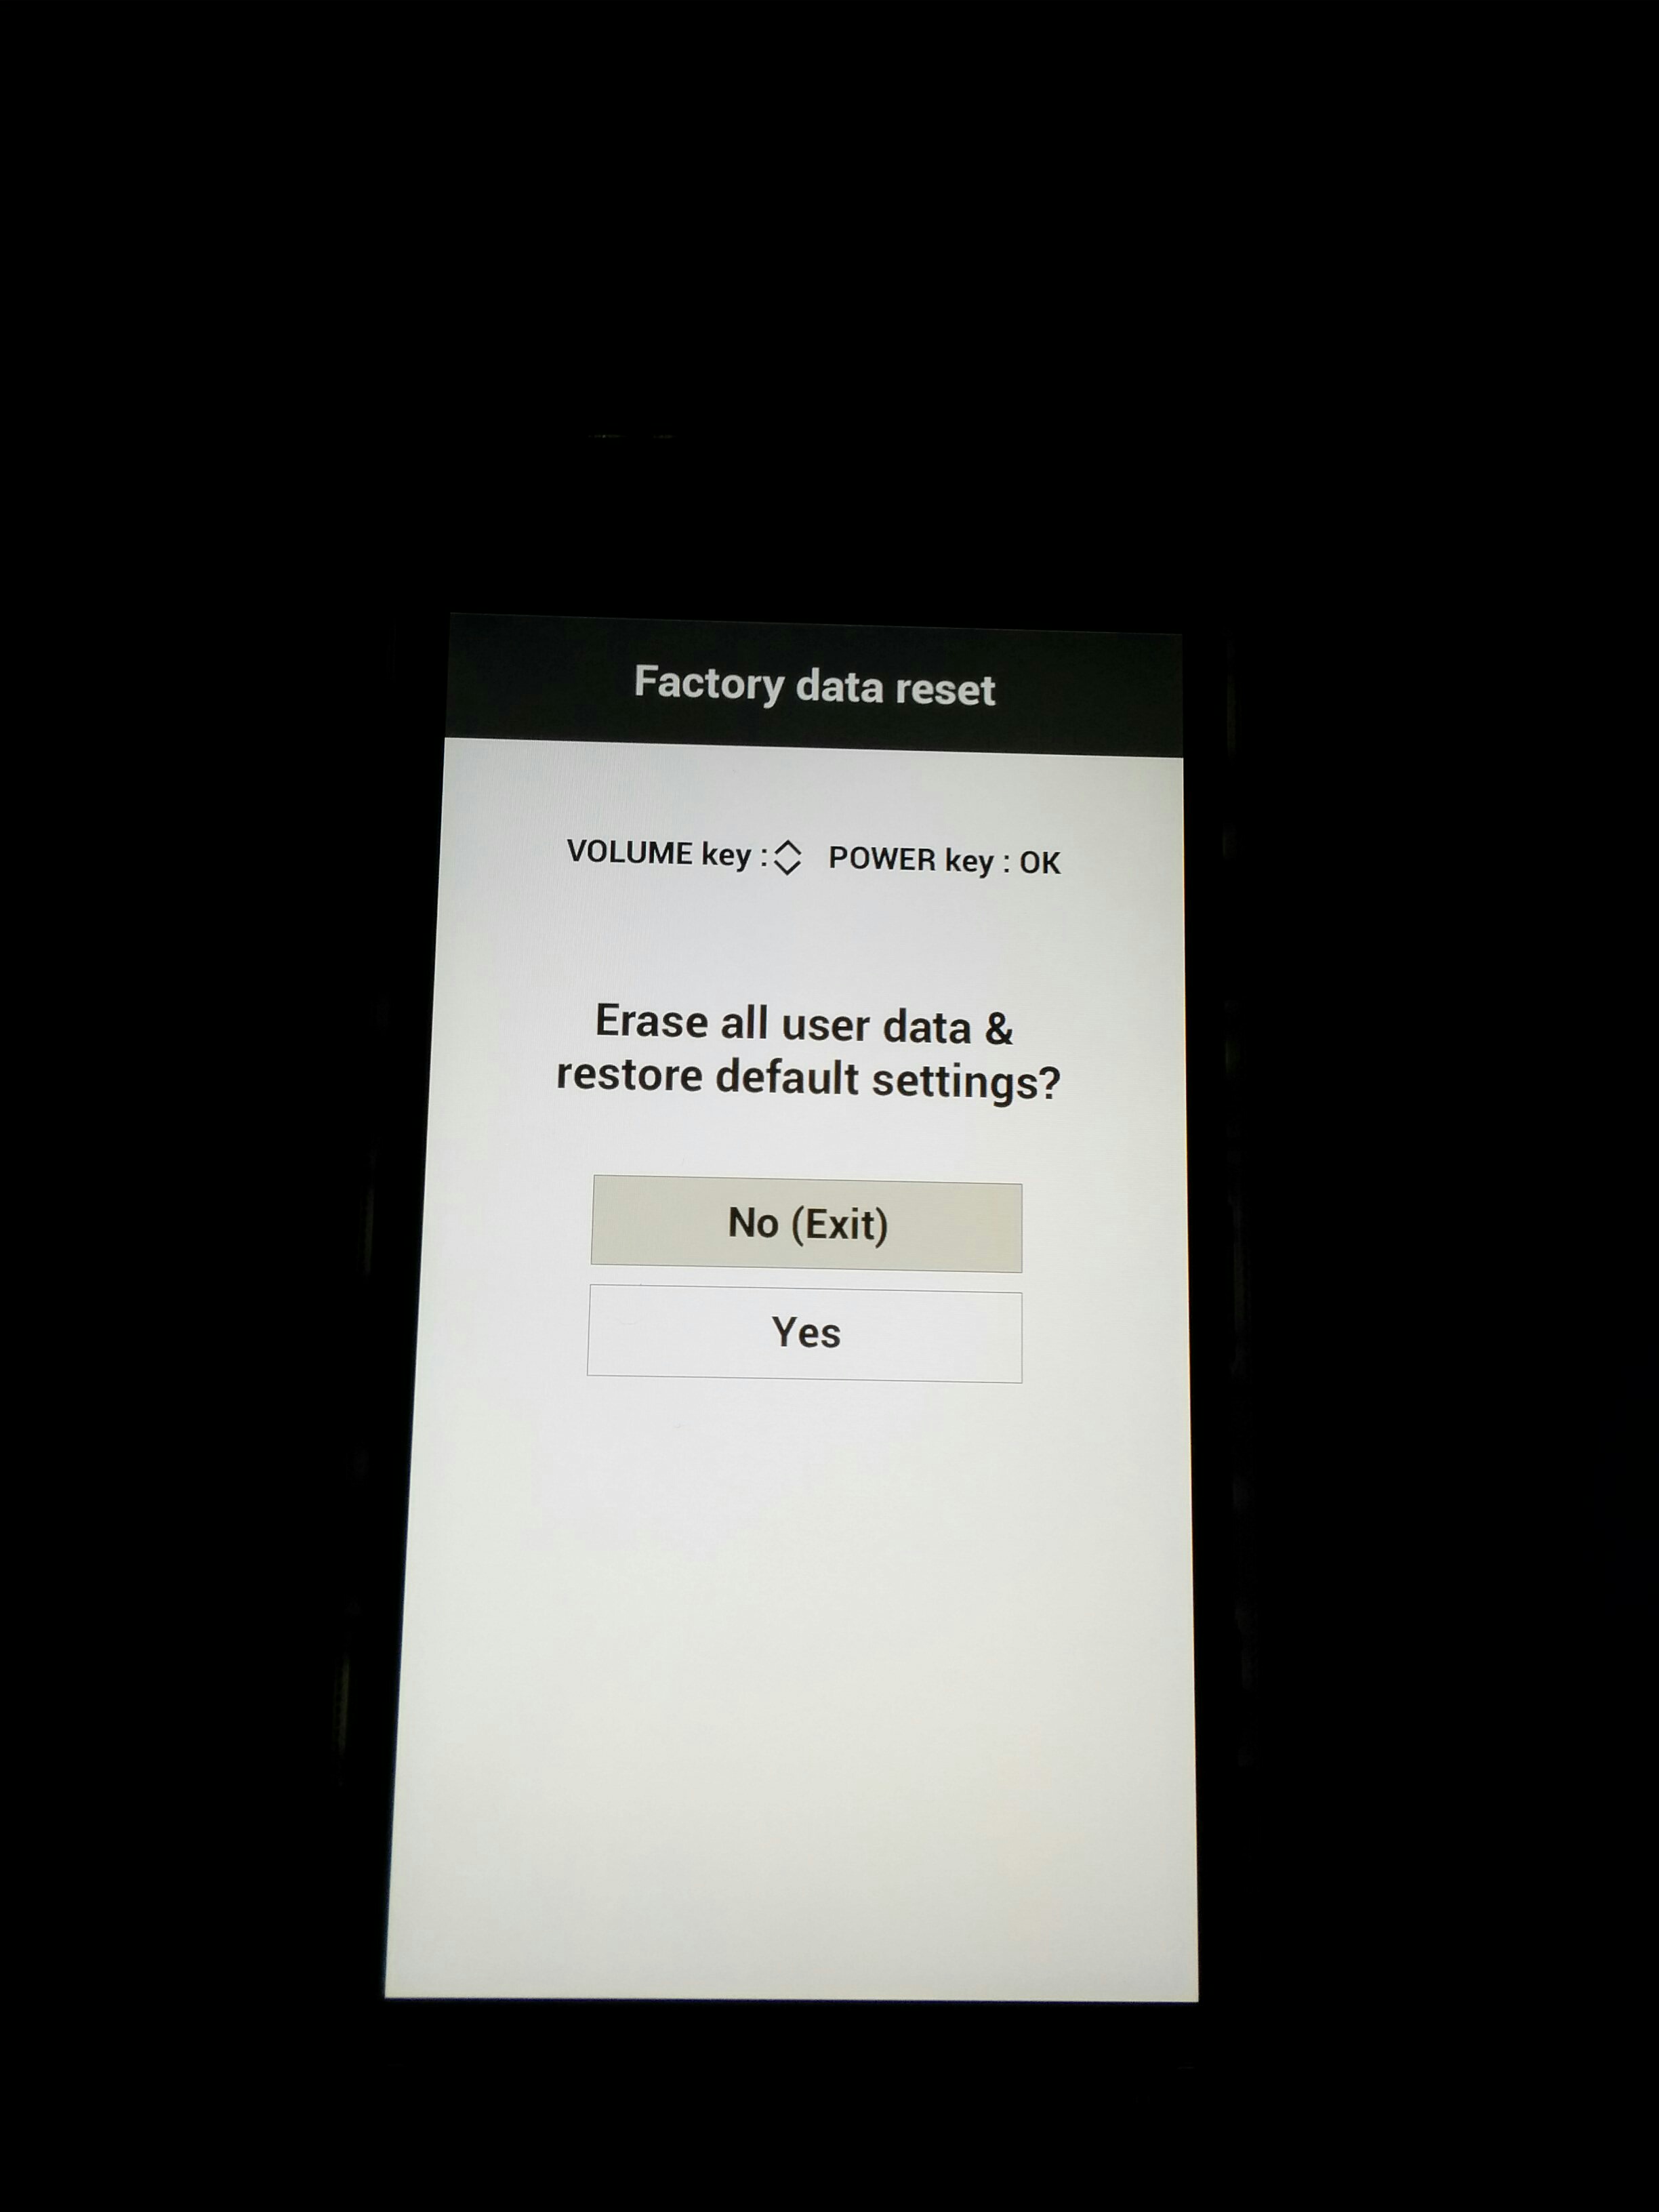 Factory data reset
VOLUME key : POWER key : OK
Erase all user data &
restore default settings?
No (Exit)
Yes